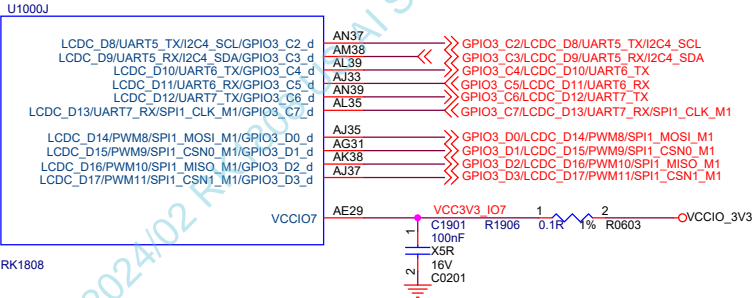 U1000J
LCDC_D8/UART5_TX/I2C4_SCL/GPIO3_C2_d AN37 GPIO3_C2/LCDC_D8/UART5_TX/I2C4_SCL
LCDC_D9/UART5_RX/I2C4_SDA/GPIO3_C3_d AM38 GPIO3_C3/LCDC_D9/UART5_RX/I2C4_SDA
LCDC_D10/UART6_TX/GPIO3_C4_d AL39 GPIO3_C4/LCDC_D10/UART6_TX
LCDC_D11/UART6_RX/GPIO3_C5_d AJ33 GPIO3_C5/LCDC_D11/UART6_RX
LCDC_D12/UART7_TX/GPIO3_C6_d AN39 GPIO3_C6/LCDC_D12/UART7_TX
LCDC_D13/UART7_RX/SPI1_CLK_M1/GPIO3_C7_d AL35 GPIO3_C7/LCDC_D13/UART7_RX/SPI1_CLK_M1
LCDC_D14/PWM8/SPI1_MOSI_M1/GPIO3_D0_d AJ35 GPIO3_D0/LCDC_D14/PWM8/SPI1_MOSI_M1
LCDC_D15/PWM9/SPI1_CSN0_M1/GPIO3_D1_d AG31 GPIO3_D1/LCDC_D15/PWM9/SPI1_CSN0_M1
LCDC_D16/PWM10/SPI1_MISO_M1/GPIO3_D2_d AK38 GPIO3_D2/LCDC_D16/PWM10/SPI1_MISO_M1
LCDC_D17/PWM11/SPI1_CSN1_M1/GPIO3_D3_d AJ37 GPIO3_D3/LCDC_D17/PWM11/SPI1_CSN1_M1
VCCIO7 AE29 VCC3V3_IO7 1 2 VCCIO_3V3
C1901 R1906 0.1R 1% R0603
1 100nF
X5R
16V
2 C0201
RK1808